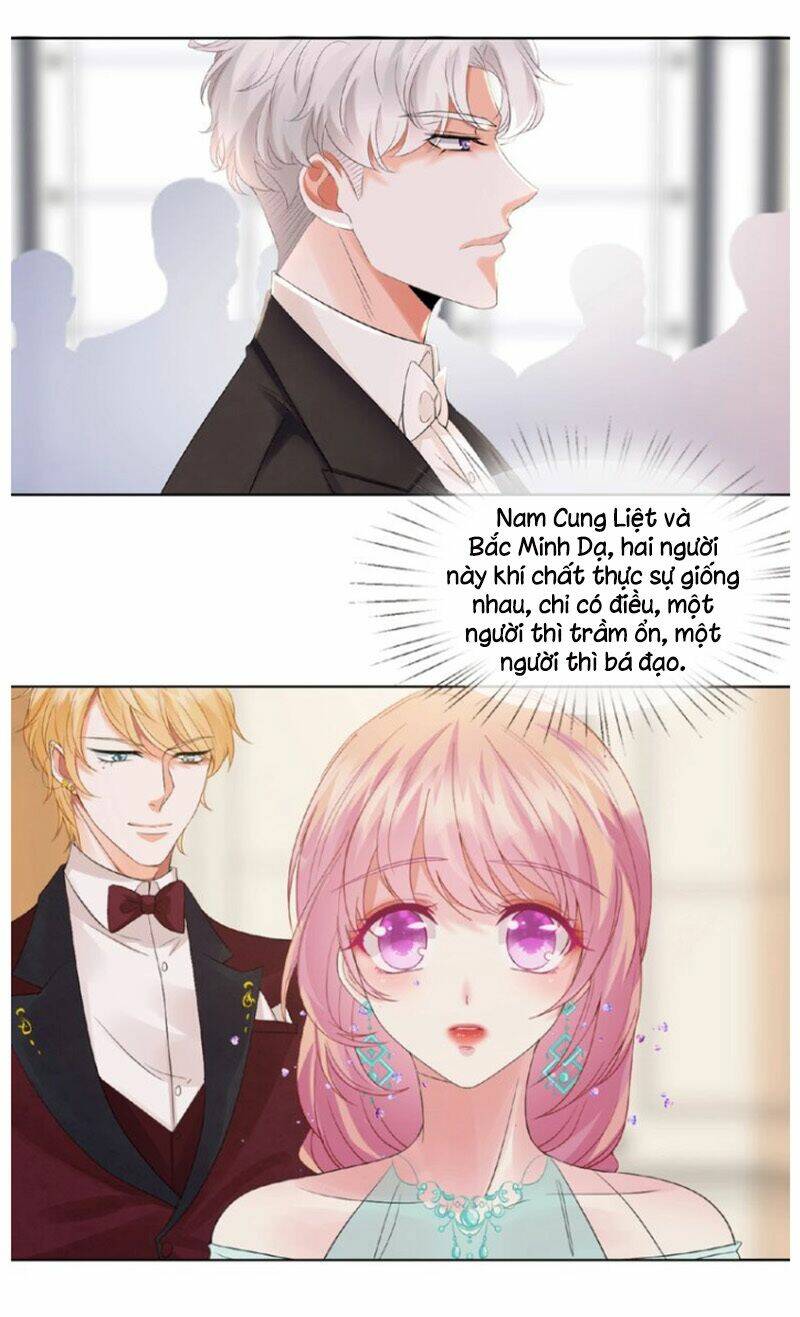 Nam Cung Liệt và
Bắc Minh Dạ, hai người
này khí chất thực sự giống
nhau, chỉ có điều, một
người thì trầm ổn, một
người thì bá đạo.